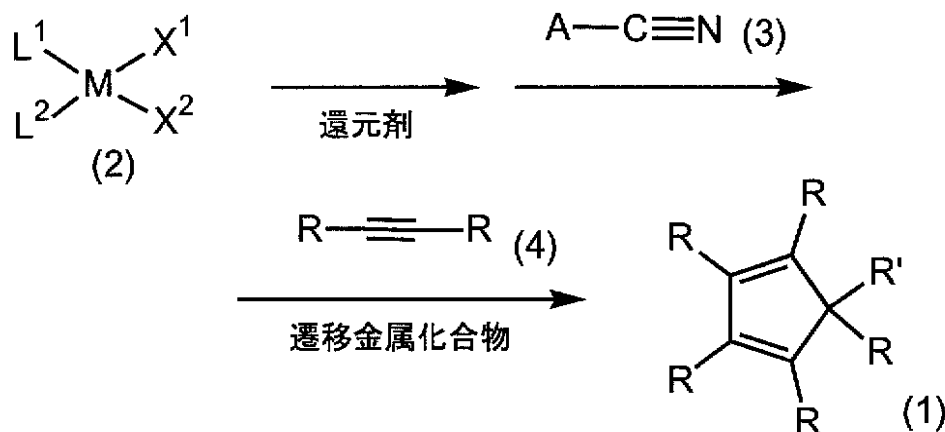 L¹ X¹
M
L² X²
(2)
還元剤
A—C≡N (3)
R—≡—R (4)
遷移金属化合物
R
R R'
R
R R
(1)